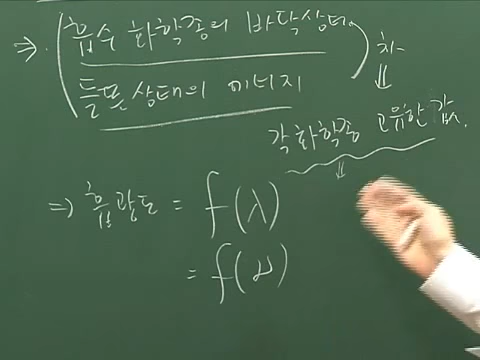 ⇒ (흡수 화학종의 바닥상태,
들뜬 상태의 에너지) 차
⇓
각 화학종 고유한 값.
⇓
⇒ 흡광도 = f(λ)
= f(ν)